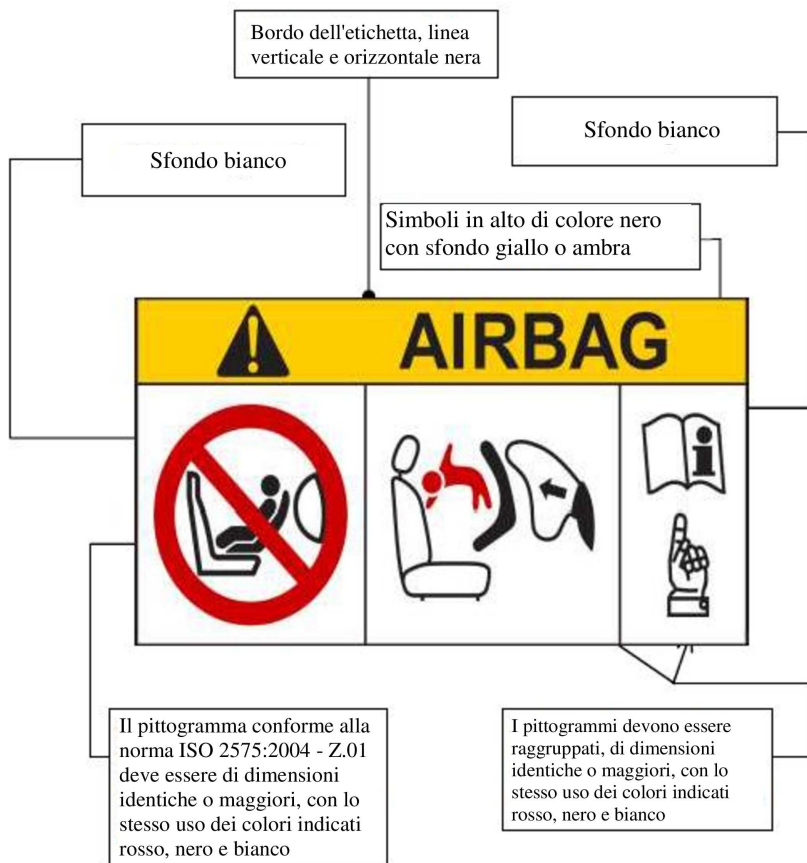 Bordo dell'etichetta, linea
verticale e orizzontale nera
Sfondo bianco
Sfondo bianco
Simboli in alto di colore nero
con sfondo giallo o ambra
AIRBAG
Il pittogramma conforme alla
norma ISO 2575:2004 - Z.01
deve essere di dimensioni
identiche o maggiori, con lo
stesso uso dei colori indicati
rosso, nero e bianco
I pittogrammi devono essere
raggruppati, di dimensioni
identiche o maggiori, con lo
stesso uso dei colori indicati
rosso, nero e bianco